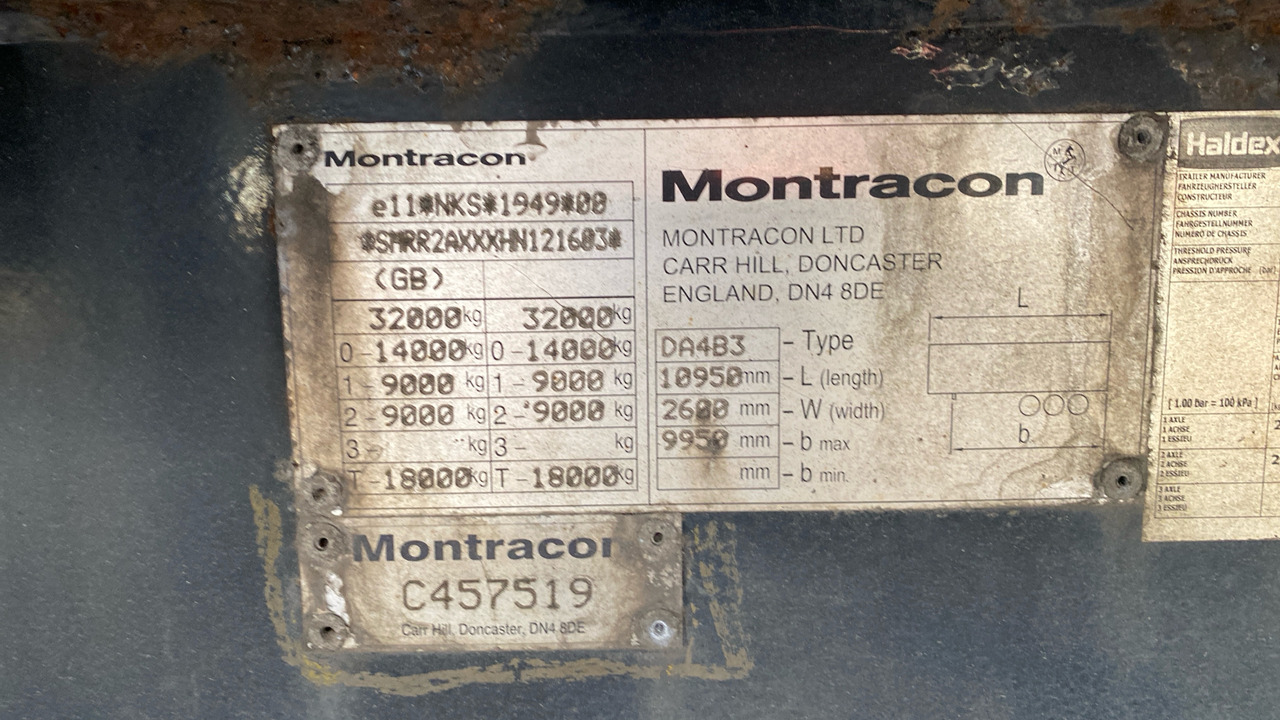 Montracon
e11*NKS*1949*00
*SMRR2AXXXHN121603*
(GB)
32000kg 32000kg
0-14000kg 0-14000kg
1-9000 kg 1-9000 kg
2-9000 kg 2-9000 kg
3- kg 3- kg
T-18000kg T-18000kg
Montracon
MONTRACON LTD
CARR HILL, DONCASTER
ENGLAND, DN4 8DE
DA4B3 - Type
10950mm - L (length)
2600 mm - W (width)
9950 mm - b max
mm - b min.
L
b
Montracon
C457519
Carr Hill, Doncaster, DN4 8DE
Haldex
TRAILER MANUFACTURER
FAHRZEUGHERSTELLER
CONSTRUCTEUR
CHASSIS NUMBER
FAHRGESTELLNUMMER
NUMÉRO DE CHASSIS
THRESHOLD PRESSURE
ANSPRECHDRUCK
PRESSION D'APPROCHE (bar)
[ 1.00 bar = 100 kPa ]
1 AXLE
1 ACHSE
1 ESSIEU
2 AXLE
2 ACHSE
2 ESSIEU
3 AXLE
3 ACHSE
3 ESSIEU